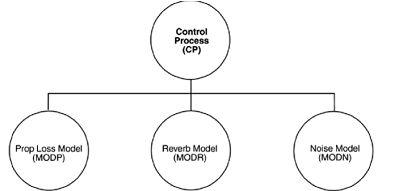 Control
Process
(CP)
Prop Loss Model
(MODP)
Reverb Model
(MODR)
Noise Model
(MODN)